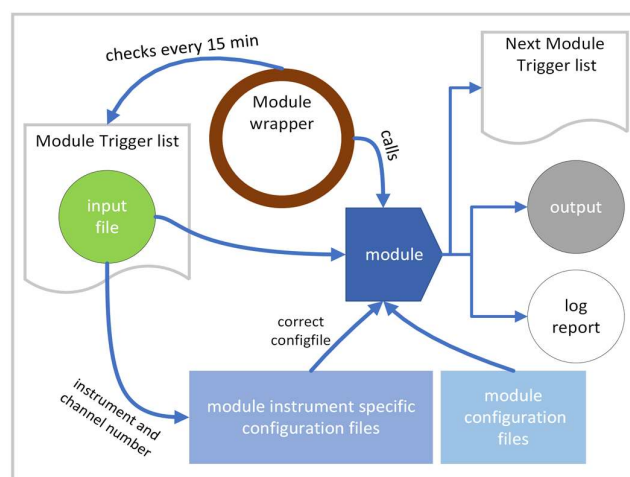 checks every 15 min
Module
wrapper
Next Module
Trigger list
Module Trigger list
calls
input
file
output
module
log
report
correct
configfile
instrument and
channel number
module instrument specific
configuration files
module
configuration
files